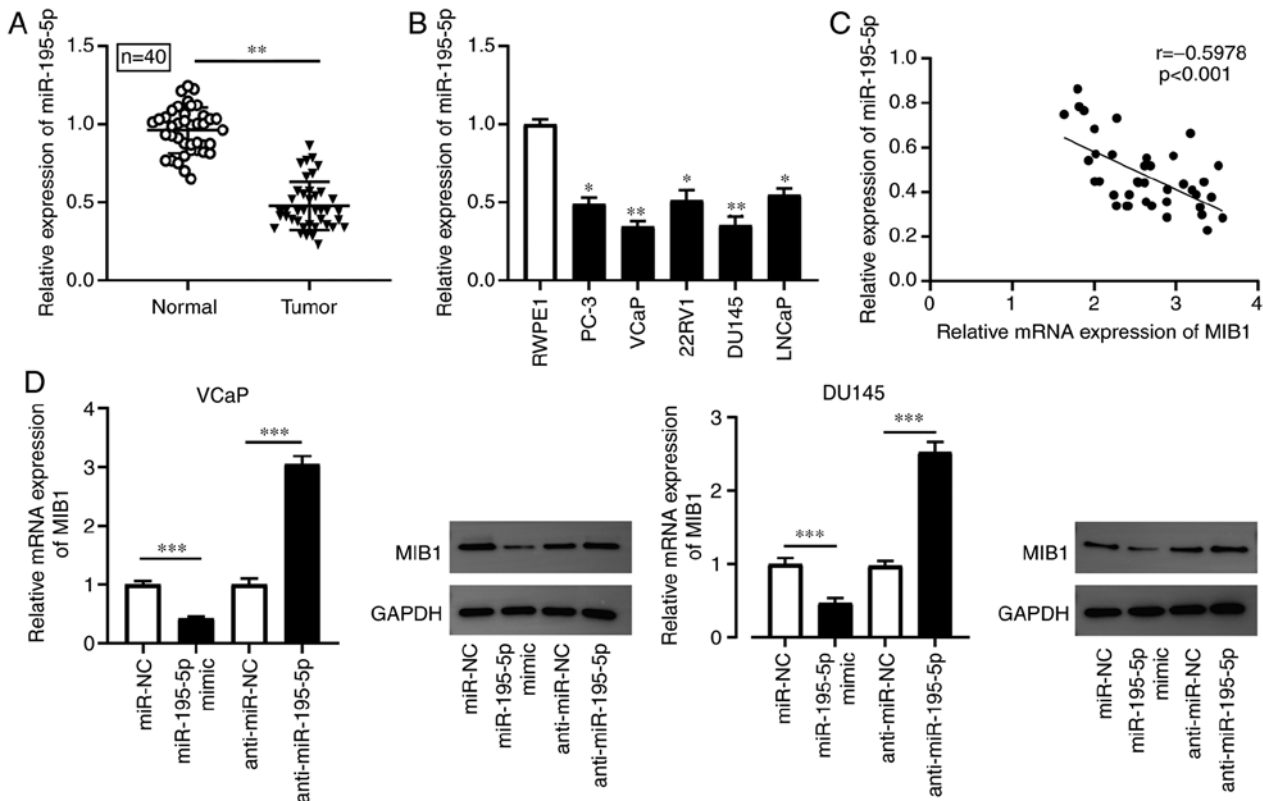 A
Relative expression of miR-195-5p
1.5
1.0
0.5
0.0
n=40
**
Normal
Tumor
B
Relative expression of miR-195-5p
1.5
1.0
0.5
0.0
*
**
*
**
*
RWPE1
PC-3
VCaP
22RV1
DU145
LNCaP
C
Relative expression of miR-195-5p
1.0
0.8
0.6
0.4
0.2
0.0
r=−0.5978
p<0.001
0
1
2
3
4
Relative mRNA expression of MIB1
D
VCaP
Relative mRNA expression
of MIB1
4
3
2
1
0
***
***
miR-NC
miR-195-5p
mimic
anti-miR-NC
anti-miR-195-5p
MIB1
GAPDH
miR-NC
miR-195-5p
mimic
anti-miR-NC
anti-miR-195-5p
DU145
Relative mRNA expression
of MIB1
3
2
1
0
***
***
miR-NC
miR-195-5p
mimic
anti-miR-NC
anti-miR-195-5p
MIB1
GAPDH
miR-NC
miR-195-5p
mimic
anti-miR-NC
anti-miR-195-5p